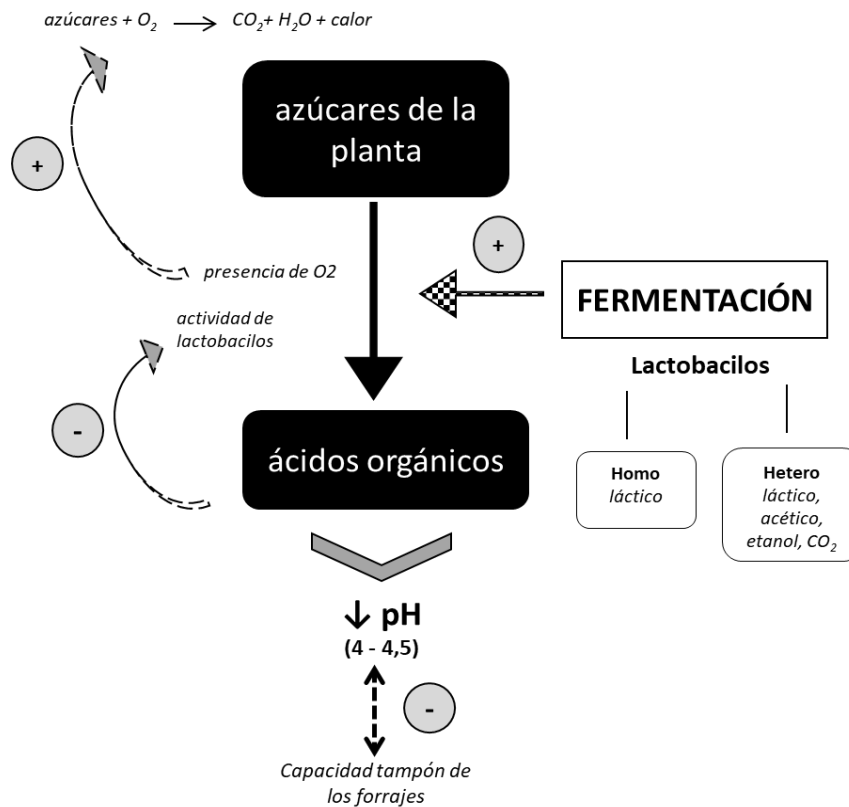 azúcares + O₂ → CO₂+ H₂O + calor
azúcares de la
planta
+
+
presencia de O2
FERMENTACIÓN
actividad de
lactobacilos
Lactobacilos
-
ácidos orgánicos
Homo
láctico
Hetero
láctico,
acético,
etanol, CO₂
↓ pH
(4 - 4,5)
-
Capacidad tampón de
los forrajes